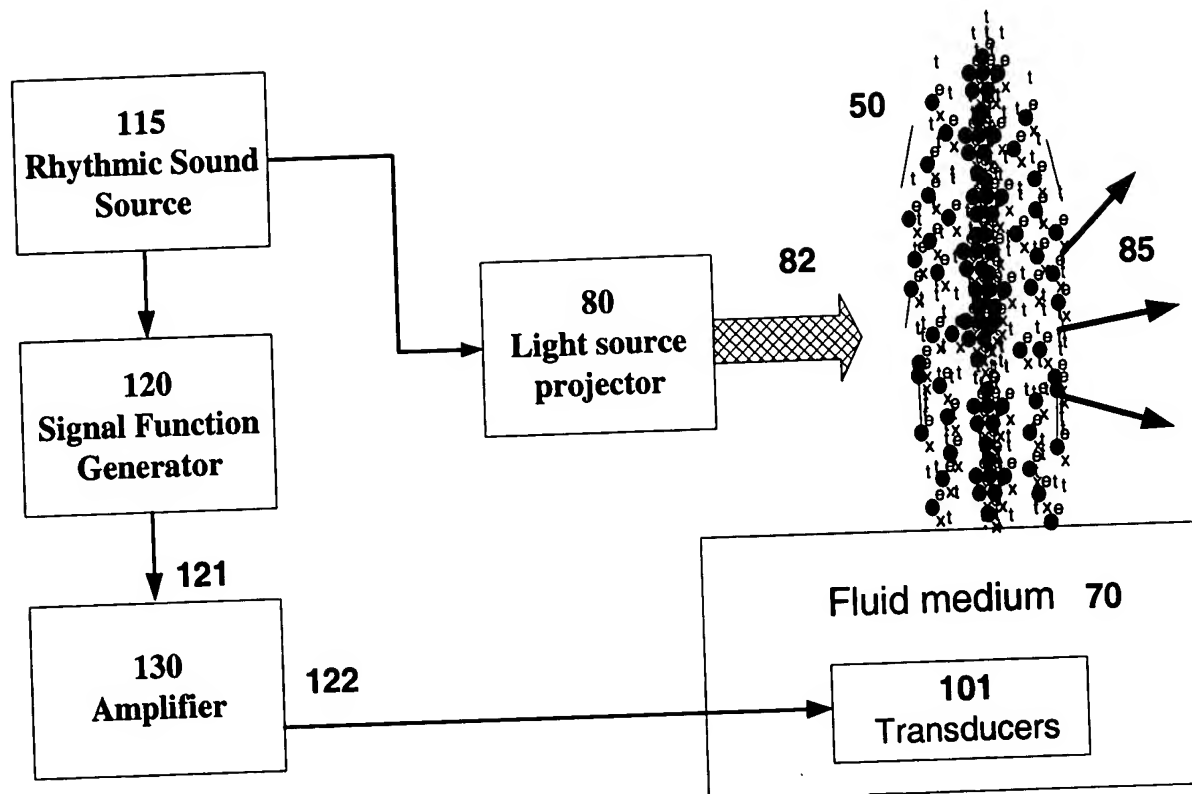 115
Rhythmic Sound
Source
50
82
85
80
Light source
projector
120
Signal Function
Generator
121
Fluid medium 70
130
Amplifier
122
101
Transducers